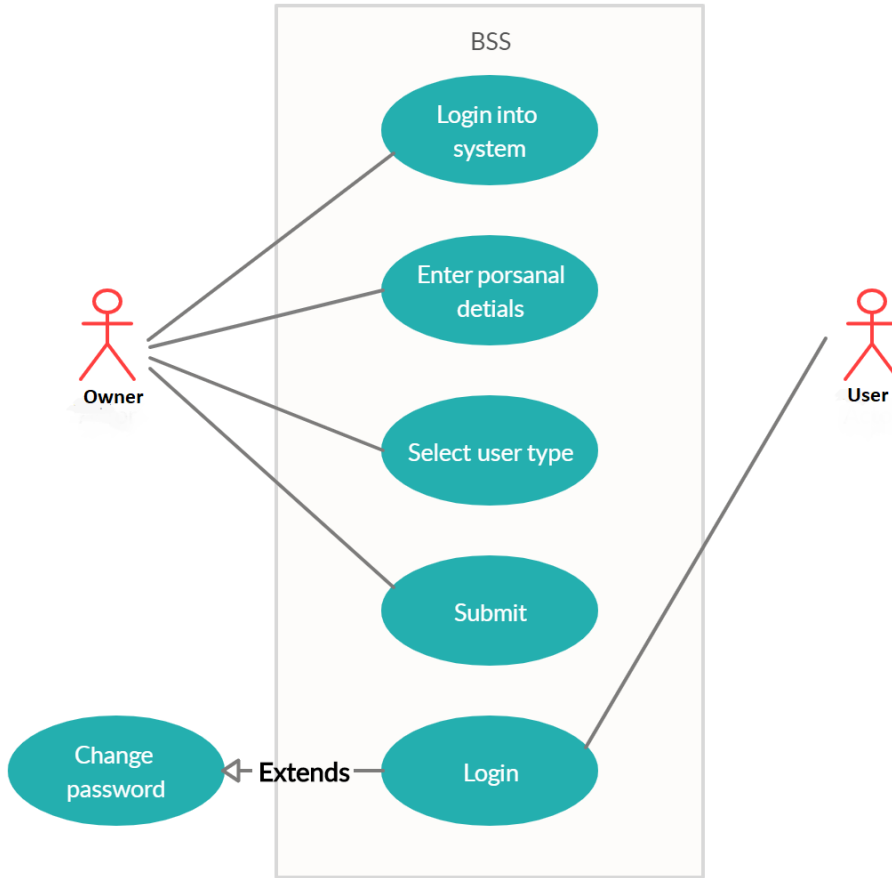 BSS
Login into
system
Enter porsanal
detials
Owner
User
Select user type
Submit
Change
password
Extends
Login